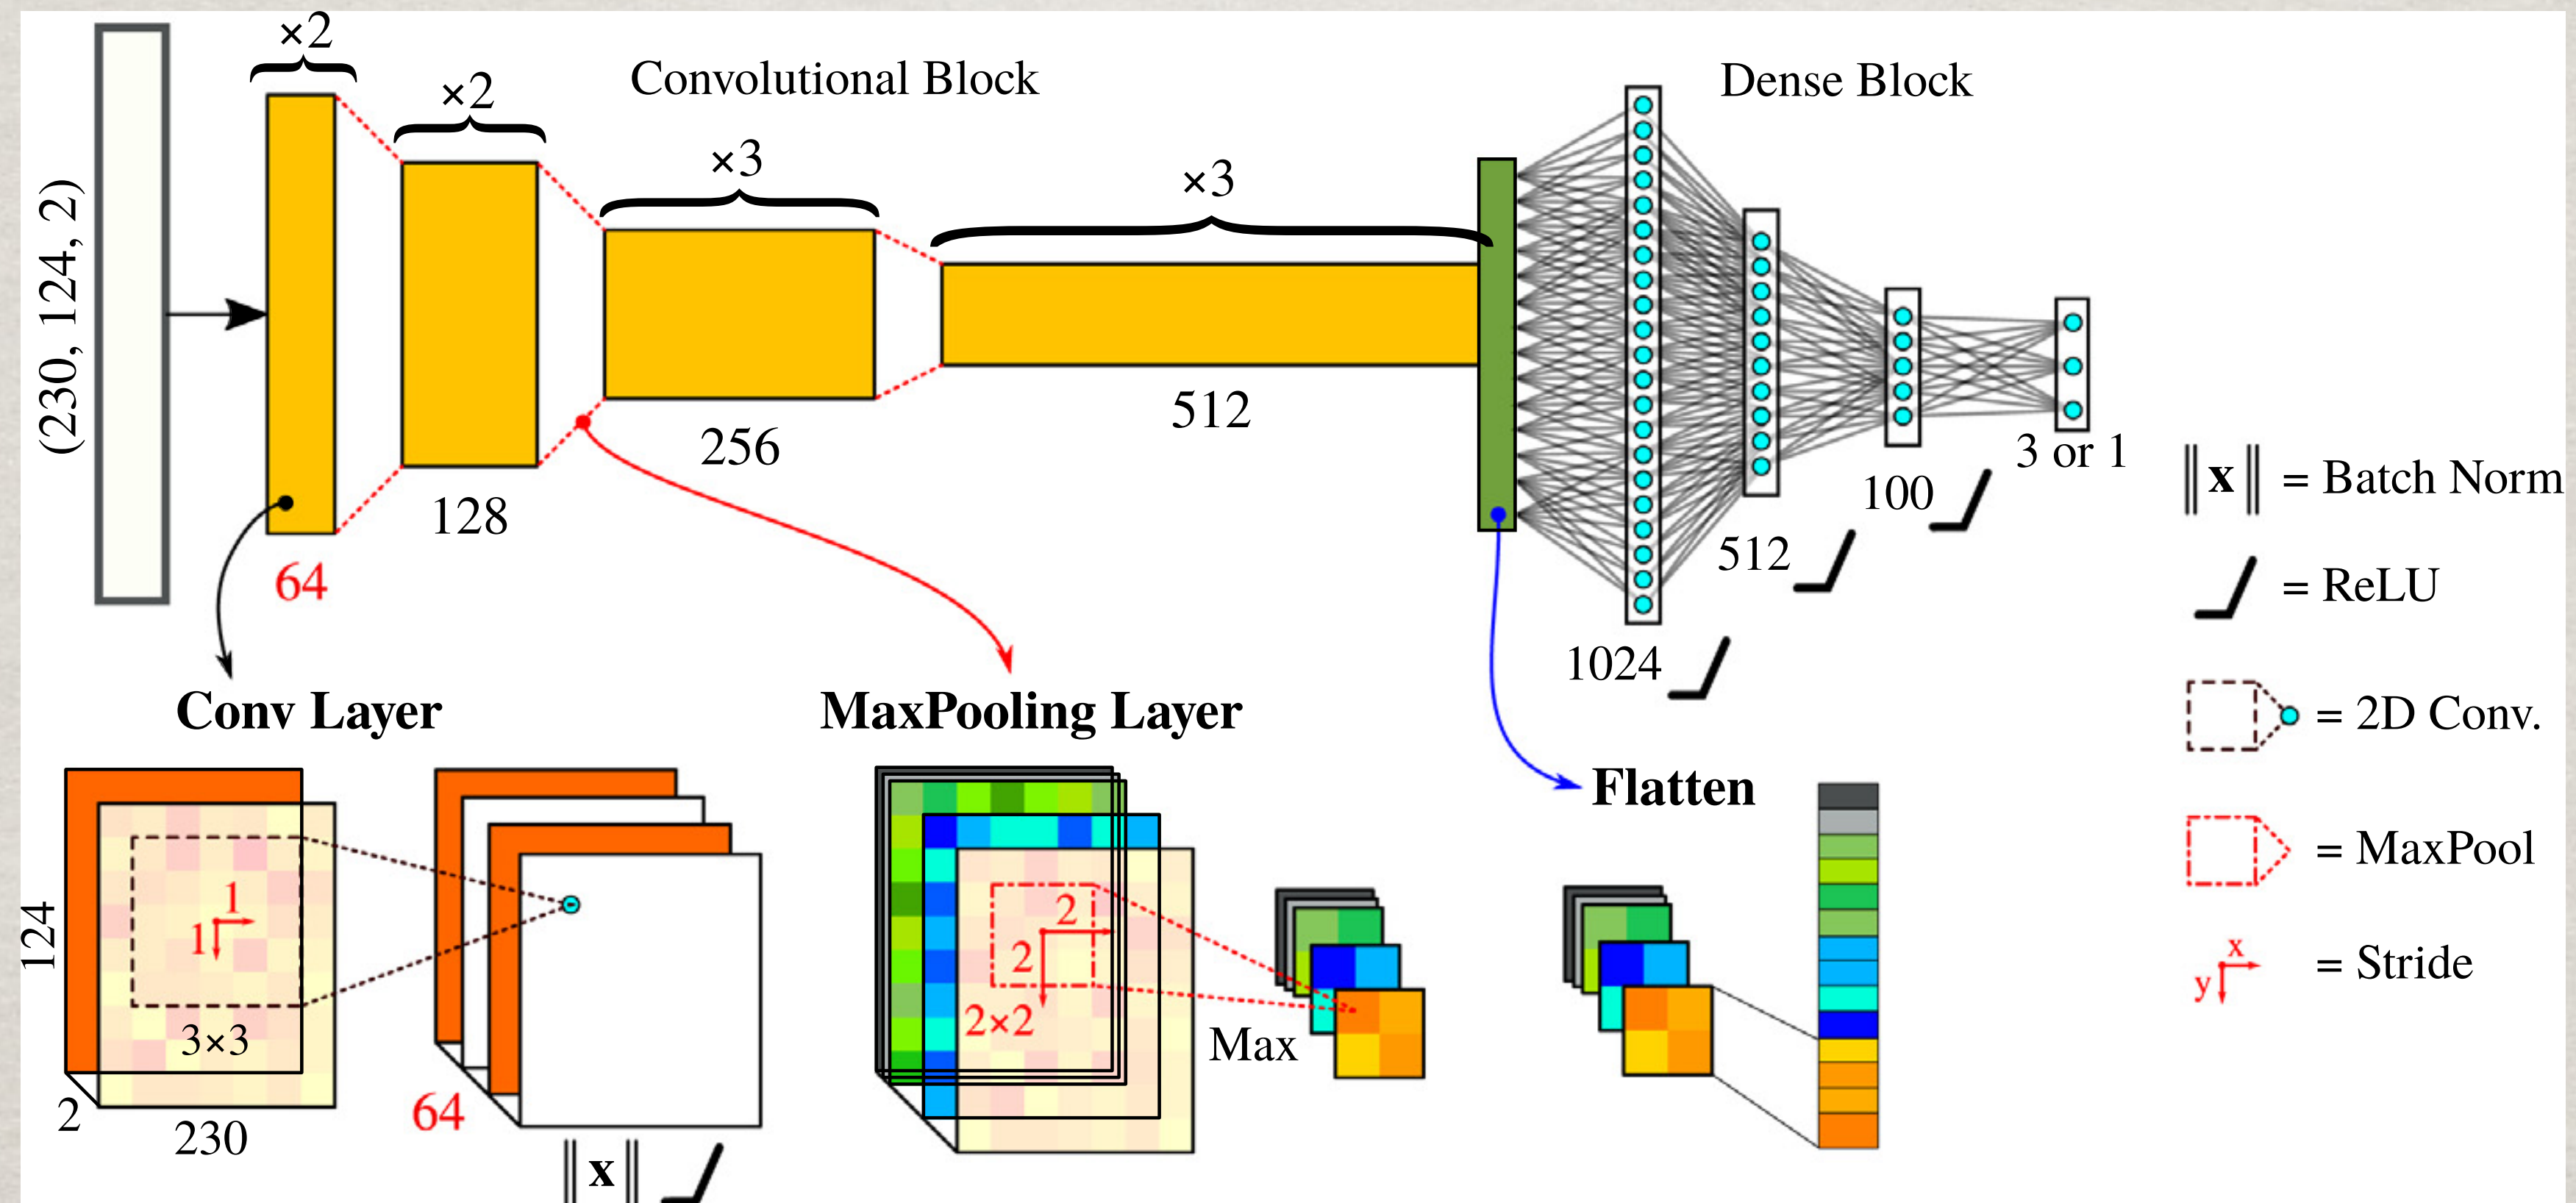 ×2
×2
Convolutional Block
Dense Block
×3
×3
(230, 124, 2)
64
128
256
512
1024
512
100
3 or 1
|| x || = Batch Norm
= ReLU
= 2D Conv.
= MaxPool
x
y
= Stride
Conv Layer
124
1
1
3×3
2
230
64
|| x ||
MaxPooling Layer
2
2
2×2
Max
Flatten